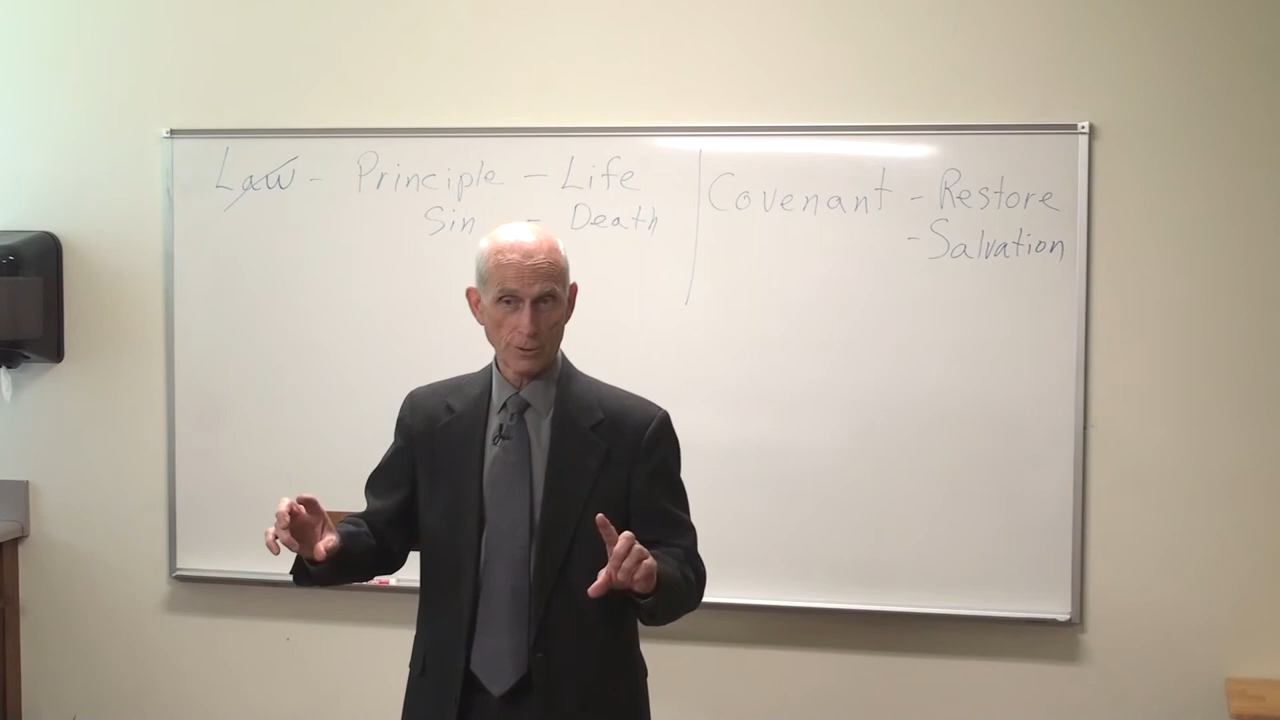 Law - Principle - Life
Sin - Death
Covenant - Restore
- Salvation